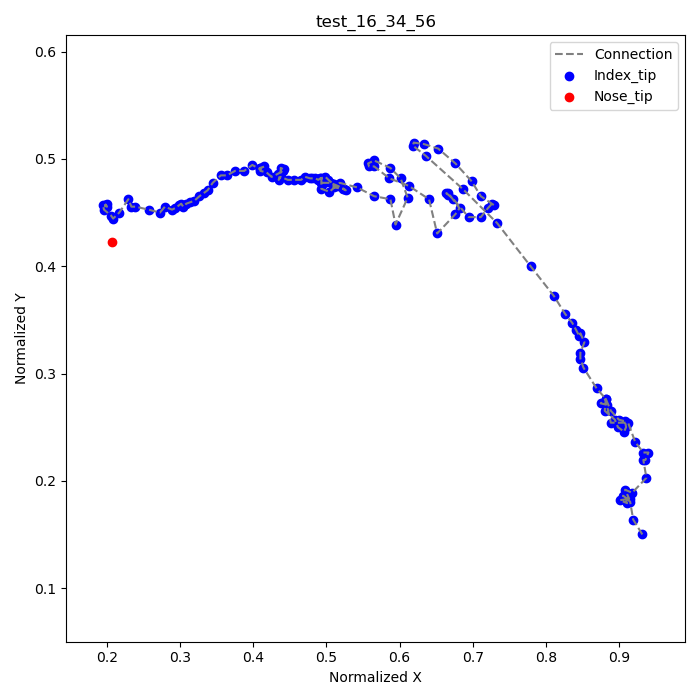 test_16_34_56
Connection
Index_tip
Nose_tip
Normalized Y
0.6
0.5
0.4
0.3
0.2
0.1
0.2 0.3 0.4 0.5 0.6 0.7 0.8 0.9
Normalized X